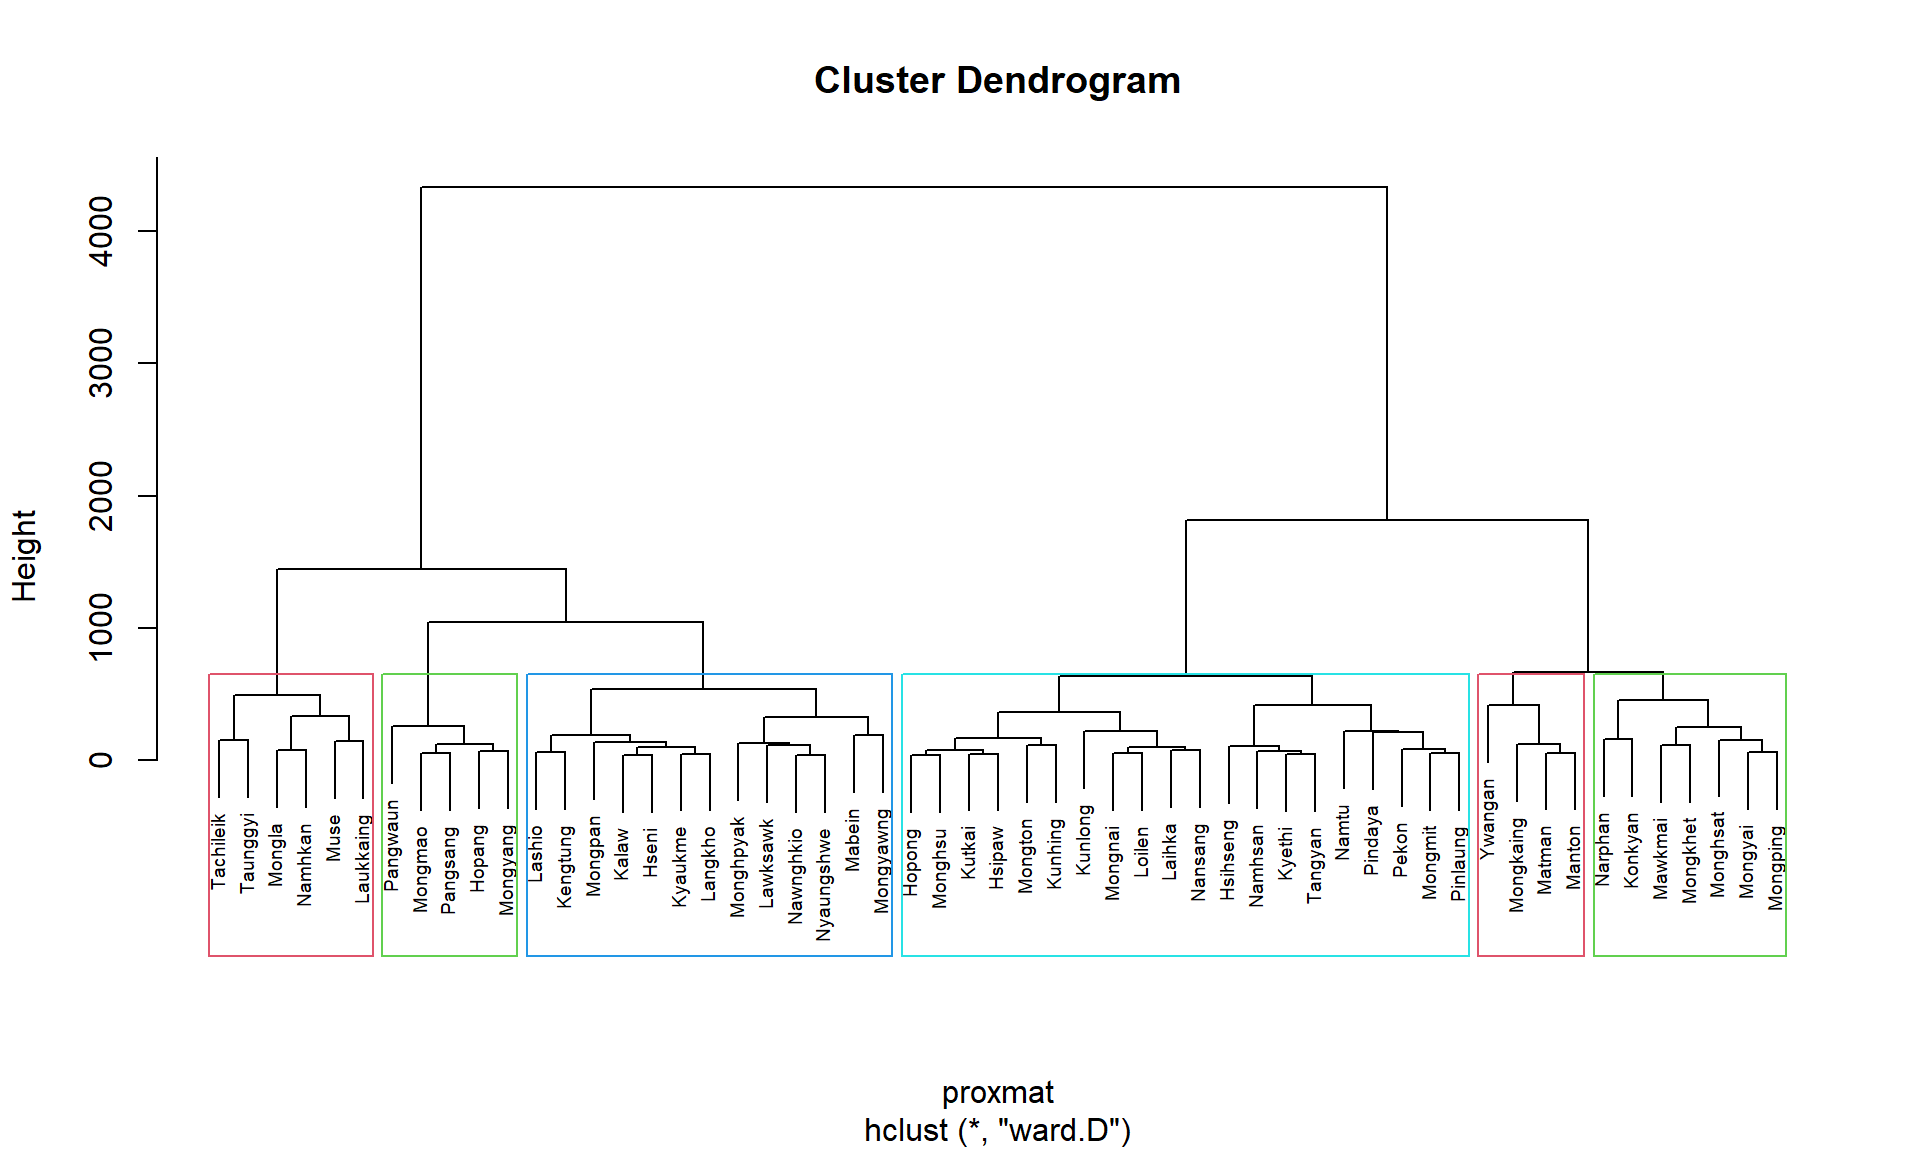 Cluster Dendrogram
Height
4000
3000
2000
1000
0
Tachileik
Taunggyi
Mongla
Namhkan
Muse
Laukkaing
Pangwaun
Mongmao
Pangsang
Hopang
Mongyang
Lashio
Kengtung
Mongpan
Kalaw
Hseni
Kyaukme
Langkho
Monghpyak
Lawksawk
Nawnghkio
Nyaungshwe
Mabein
Mongyawng
Hopong
Monghsu
Kutkai
Hsipaw
Mongton
Kunhing
Kunlong
Mongnai
Loilen
Laihka
Nansang
Hsihseng
Namhsan
Kyethi
Tangyan
Namtu
Pindaya
Pekon
Mongmit
Pinlaung
Ywangan
Mongkaing
Matman
Manton
Narphan
Konkyan
Mawkmai
Mongkhet
Monghsat
Mongyai
Mongping
proxmat
hclust (*, "ward.D")